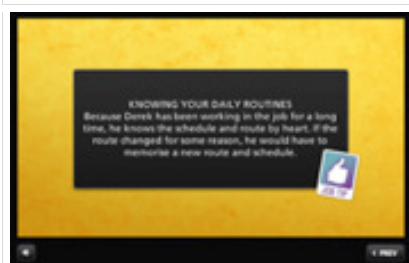 KNOWING YOUR DAILY ROUTINES
Because Derek has been working in the job for a long
time, he knows the schedule and route by heart. If the
route changed for some reason, he would have to
memorise a new route and schedule.
JOB TIP
PREV